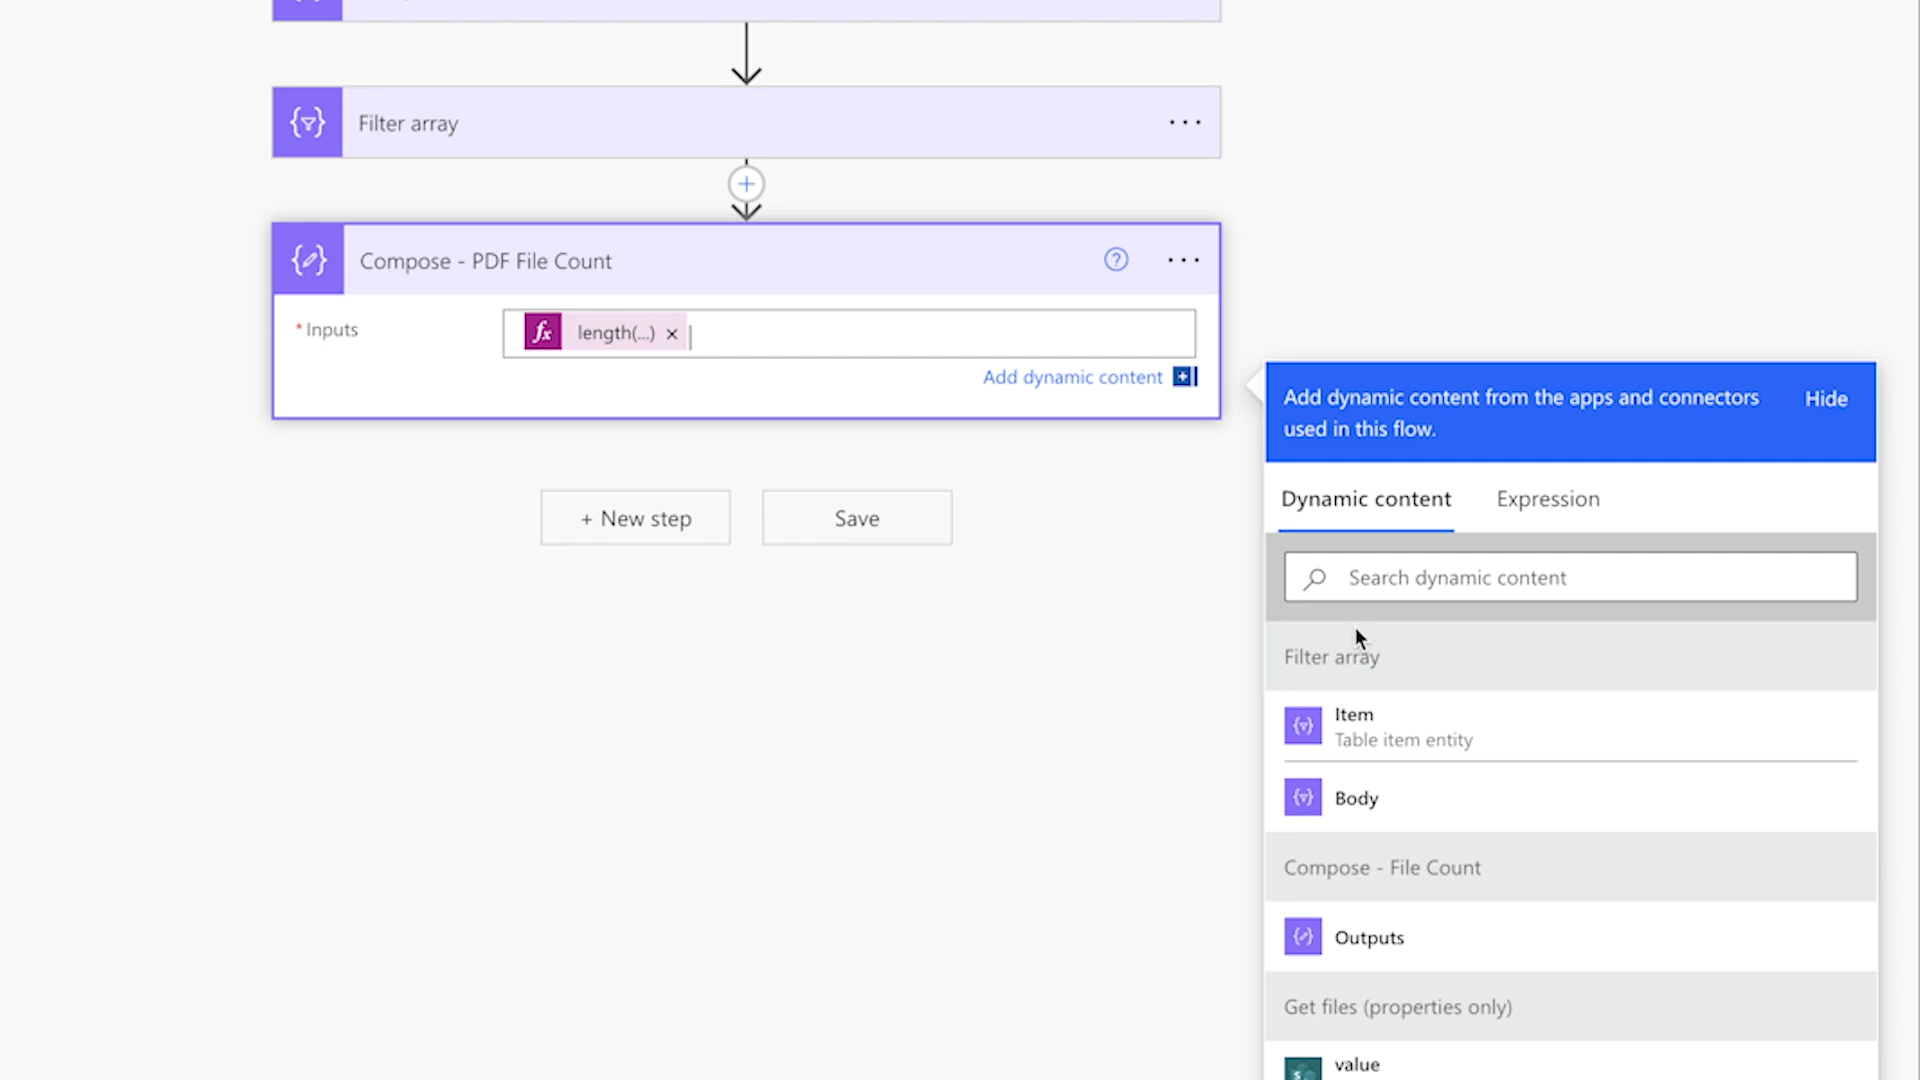 Filter array
Compose - PDF File Count
* Inputs
fx length(...) ×
Add dynamic content
+ New step
Save
Add dynamic content from the apps and connectors
used in this flow.
Hide
Dynamic content
Expression
Search dynamic content
Filter array
Item
Table item entity
Body
Compose - File Count
Outputs
Get files (properties only)
value